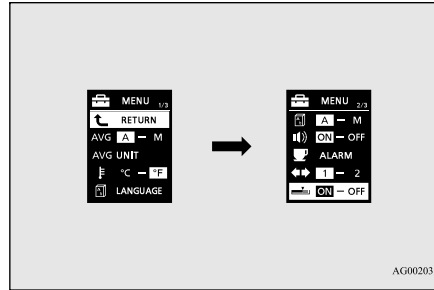 MENU 1/3
RETURN
AVG A – M
AVG UNIT
°C – °F
LANGUAGE
MENU 2/3
A – M
ON – OFF
ALARM
1 – 2
ON – OFF
AG00203